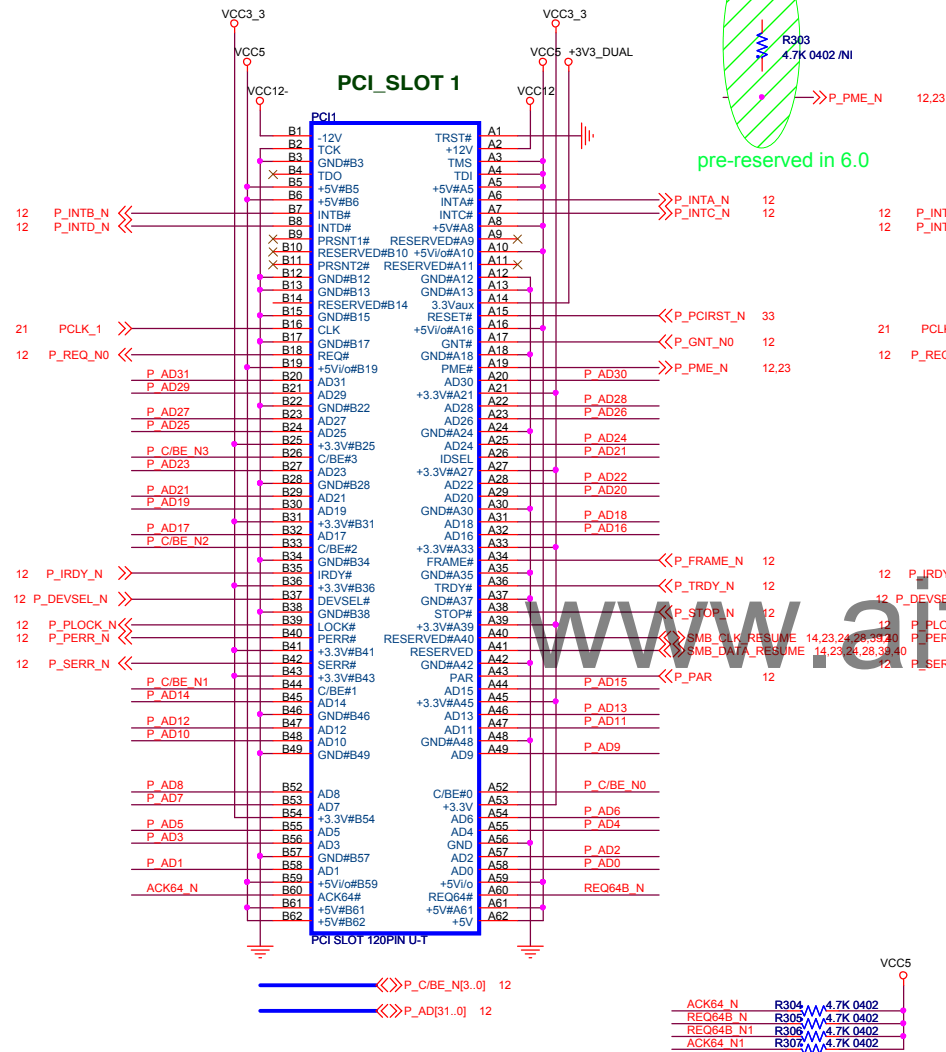 VCC3_3 VCC3_3
VCC5 VCC5 +3V3_DUAL
R303
4.7K 0402 /NI
PCI_SLOT 1
VCC12- VCC12
P_PME_N 12,23
PCI1
pre-reserved in 6.0
B1 -12V TRST# A1
B2 TCK +12V A2
B3 GND#B3 TMS A3
B4 TDO TDI A4
B5 +5V#B5 +5V#A5 A5
B6 +5V#B6 INTA# A6 P_INTA_N 12
12 P_INTB_N B7 INTB# INTC# A7 P_INTC_N 12 12 P_INT
12 P_INTD_N B8 INTD# +5V#A8 A8 12 P_INT
B9 PRSNT1# RESERVED#A9 A9
B10 RESERVED#B10 +5Vi/o#A10 A10
B11 PRSNT2# RESERVED#A11 A11
B12 GND#B12 GND#A12 A12
B13 GND#B13 GND#A13 A13
B14 RESERVED#B14 3.3Vaux A14
B15 GND#B15 RESET# A15 P_PCIRST_N 33
21 PCLK_1 B16 CLK +5Vi/o#A16 A16 21 PCLK
B17 GND#B17 GNT# A17 P_GNT_N0 12
12 P_REQ_N0 B18 REQ# GND#A18 A18 12 P_REQ
B19 +5Vi/o#B19 PME# A19 P_PME_N 12,23
P_AD31 B20 AD31 AD30 A20 P_AD30
P_AD29 B21 AD29 +3.3V#A21 A21
B22 GND#B22 AD28 A22 P_AD28
P_AD27 B23 AD27 AD26 A23 P_AD26
P_AD25 B24 AD25 GND#A24 A24
B25 +3.3V#B25 AD24 A25 P_AD24
P_C/BE_N3 B26 C/BE#3 IDSEL A26 P_AD21
P_AD23 B27 AD23 +3.3V#A27 A27
B28 GND#B28 AD22 A28 P_AD22
P_AD21 B29 AD21 AD20 A29 P_AD20
P_AD19 B30 AD19 GND#A30 A30
B31 +3.3V#B31 AD18 A31 P_AD18
P_AD17 B32 AD17 AD16 A32 P_AD16
P_C/BE_N2 B33 C/BE#2 +3.3V#A33 A33
B34 GND#B34 FRAME# A34 P_FRAME_N 12
12 P_IRDY_N B35 IRDY# GND#A35 A35 12 P_IRDY
B36 +3.3V#B36 TRDY# A36 P_TRDY_N 12
12 P_DEVSEL_N B37 DEVSEL# GND#A37 A37 12 P_DEVSE
B38 GND#B38 STOP# A38 P_STOP_N 12
12 P_PLOCK_N B39 LOCK# +3.3V#A39 A39 12 P_PLO
12 P_PERR_N B40 PERR# RESERVED#A40 A40 SMB_CLK_RESUME 14,23,24,28,39,40 12 P_PER
B41 +3.3V#B41 RESERVED A41 SMB_DATA_RESUME 14,23,24,28,39,40
12 P_SERR_N B42 SERR# GND#A42 A42 12 P_SER
B43 +3.3V#B43 PAR A43 P_PAR 12
P_C/BE_N1 B44 C/BE#1 AD15 A44 P_AD15
P_AD14 B45 AD14 +3.3V#A45 A45
B46 GND#B46 AD13 A46 P_AD13
P_AD12 B47 AD12 AD11 A47 P_AD11
P_AD10 B48 AD10 GND#A48 A48
B49 GND#B49 AD9 A49 P_AD9
P_AD8 B52 AD8 C/BE#0 A52 P_C/BE_N0
P_AD7 B53 AD7 +3.3V A53
B54 +3.3V#B54 AD6 A54 P_AD6
P_AD5 B55 AD5 AD4 A55 P_AD4
P_AD3 B56 AD3 GND A56
B57 GND#B57 AD2 A57 P_AD2
P_AD1 B58 AD1 AD0 A58 P_AD0
B59 +5Vi/o#B59 +5Vi/o A59
ACK64_N B60 ACK64# REQ64# A60 REQ64B_N
B61 +5V#B61 +5V#A61 A61
B62 +5V#B62 +5V A62
PCI SLOT 120PIN U-T
www.ait
P_C/BE_N[3..0] 12
P_AD[31..0] 12
VCC5
ACK64_N R304 4.7K 0402
REQ64B_N R305 4.7K 0402
REQ64B_N1 R306 4.7K 0402
ACK64_N1 R307 4.7K 0402